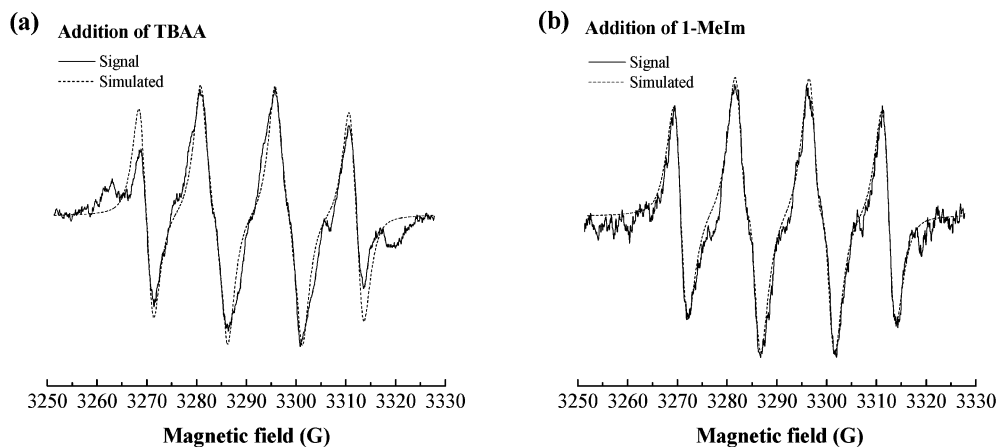 (a)
Addition of TBAA
Signal
Simulated
3250 3260 3270 3280 3290 3300 3310 3320 3330
Magnetic field (G)
(b)
Addition of 1-MeIm
Signal
Simulated
3250 3260 3270 3280 3290 3300 3310 3320 3330
Magnetic field (G)